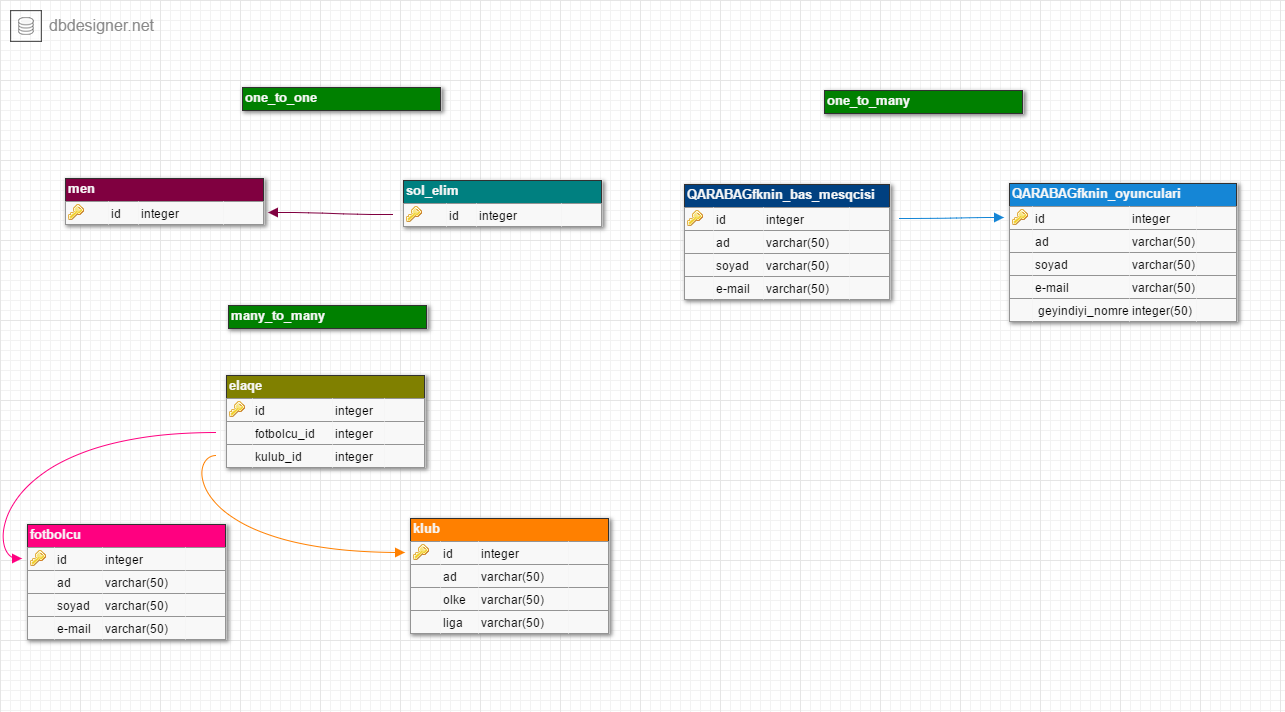 dbdesigner.net
one_to_one
one_to_many
men
id integer
sol_elim
id integer
QARABAGfknin_bas_mesqcisi
id integer
ad varchar(50)
soyad varchar(50)
e-mail varchar(50)
QARABAGfknin_oyunculari
id integer
ad varchar(50)
soyad varchar(50)
e-mail varchar(50)
geyindiyi_nomre integer(50)
many_to_many
elaqe
id integer
fotbolcu_id integer
kulub_id integer
fotbolcu
id integer
ad varchar(50)
soyad varchar(50)
e-mail varchar(50)
klub
id integer
ad varchar(50)
olke varchar(50)
liga varchar(50)